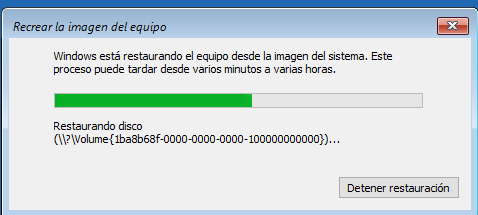 Recrear la imagen del equipo
Windows está restaurando el equipo desde la imagen del sistema. Este
proceso puede tardar desde varios minutos a varias horas.
Restaurando disco
(\\?\Volume{1ba8b68f-0000-0000-0000-100000000000})...
Detener restauración